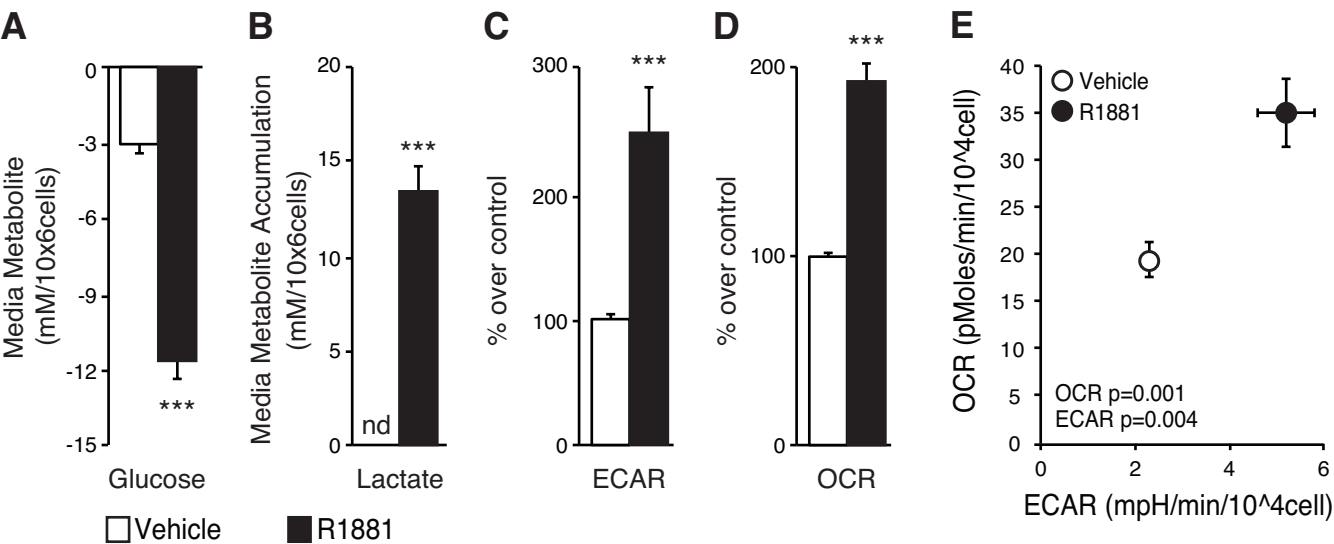 A
Media Metabolite
(mM/10x6cells)
0
-3
-6
-9
-12
-15
***
Glucose
B
Media Metabolite Accumulation
(mM/10x6cells)
20
15
10
5
0
nd
***
Lactate
C
% over control
300
200
100
0
***
ECAR
D
% over control
200
100
0
***
OCR
Vehicle
R1881
E
OCR (pMoles/min/10^4cell)
40
35
30
25
20
15
10
5
0
Vehicle
R1881
OCR p=0.001
ECAR p=0.004
0 2 4 6
ECAR (mpH/min/10^4cell)